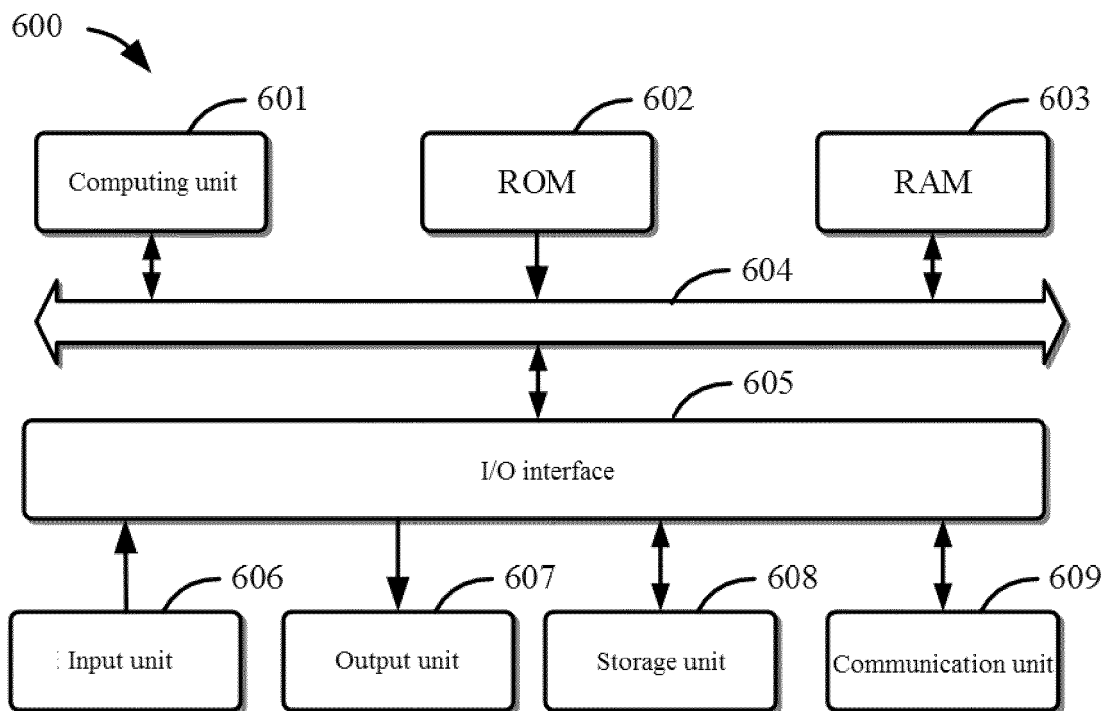 600
601
602
603
Computing unit
ROM
RAM
604
605
I/O interface
606
607
608
609
Input unit
Output unit
Storage unit
Communication unit